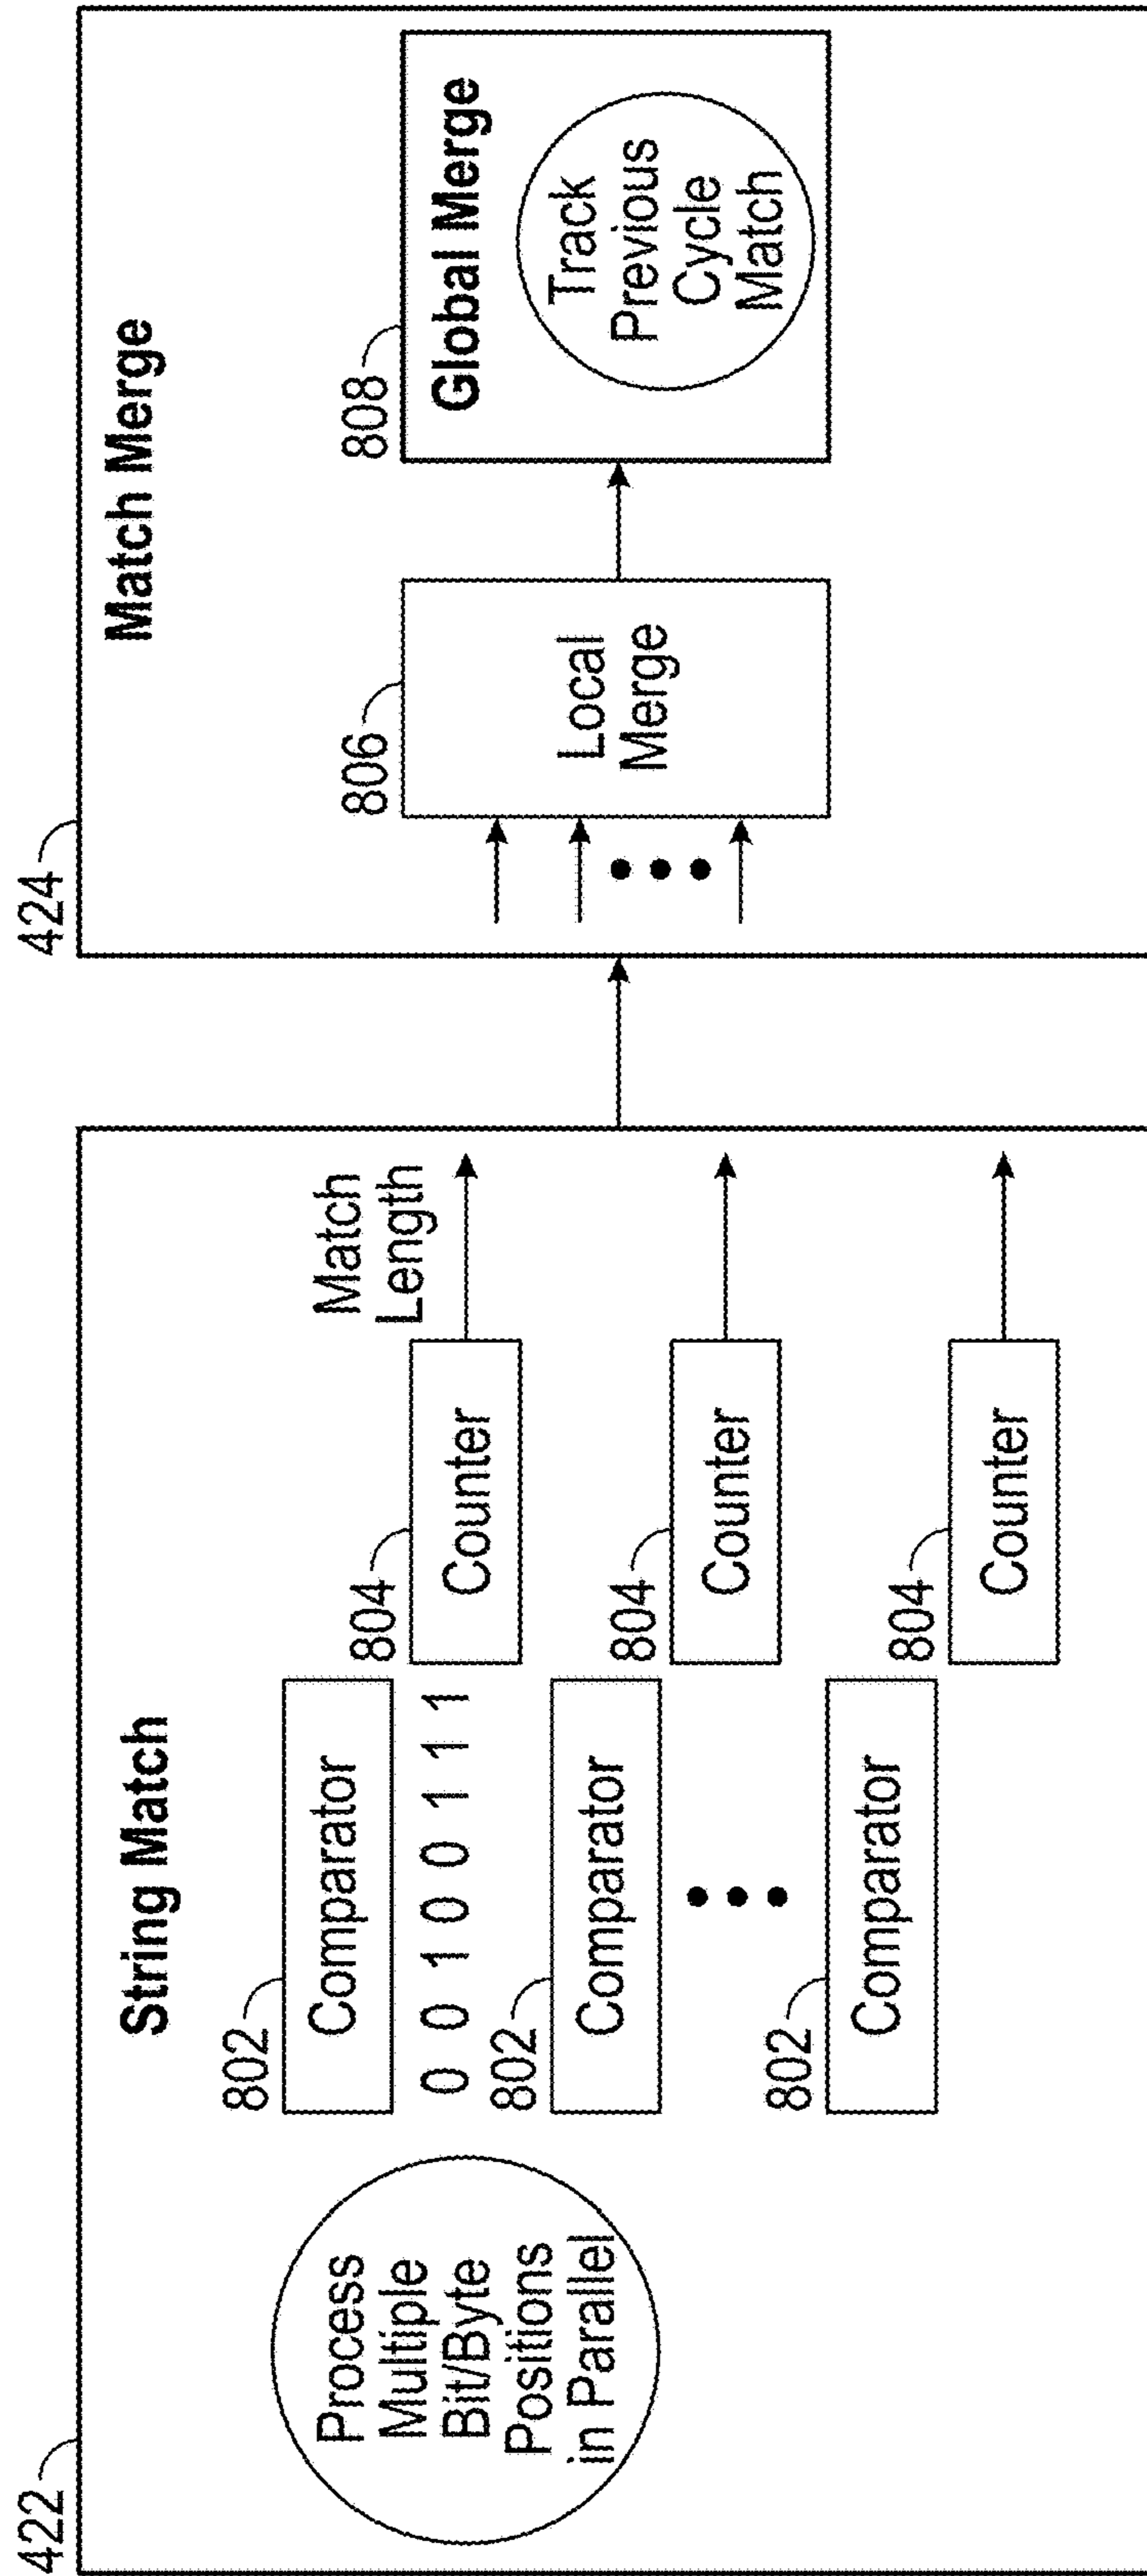 422
String Match
Process
Multiple
Bit/Byte
Positions
in Parallel
802
Comparator
0 0 1 0 0 1 1 1
802
Comparator
802
Comparator
804
Counter
Match
Length
804
Counter
804
Counter
424
Match Merge
806
Local
Merge
808
Global Merge
Track
Previous
Cycle
Match